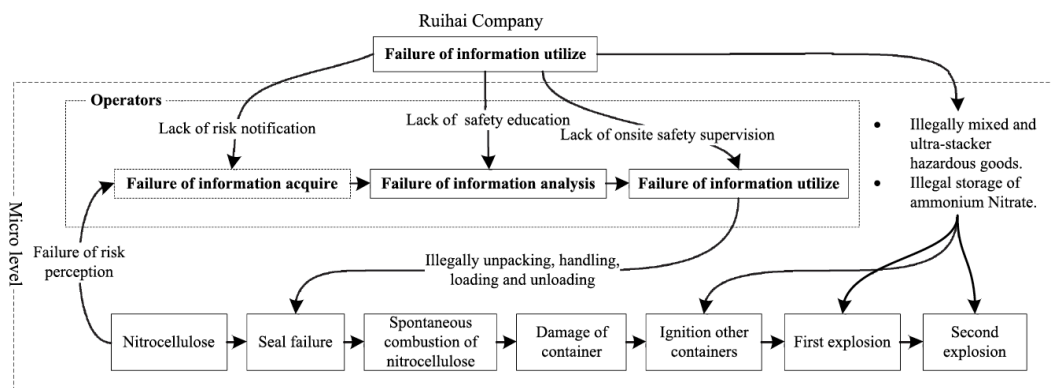 Ruihai Company
Failure of information utilize
Operators
Lack of risk notification
Lack of safety education
Lack of onsite safety supervision
• Illegally mixed and
ultra-stacker
hazardous goods.
• Illegal storage of
ammonium Nitrate.
Failure of information acquire
Failure of information analysis
Failure of information utilize
Micro level
Failure of risk
perception
Illegally unpacking, handling,
loading and unloading
Nitrocellulose
Seal failure
Spontaneous
combustion of
nitrocellulose
Damage of
container
Ignition other
containers
First explosion
Second
explosion